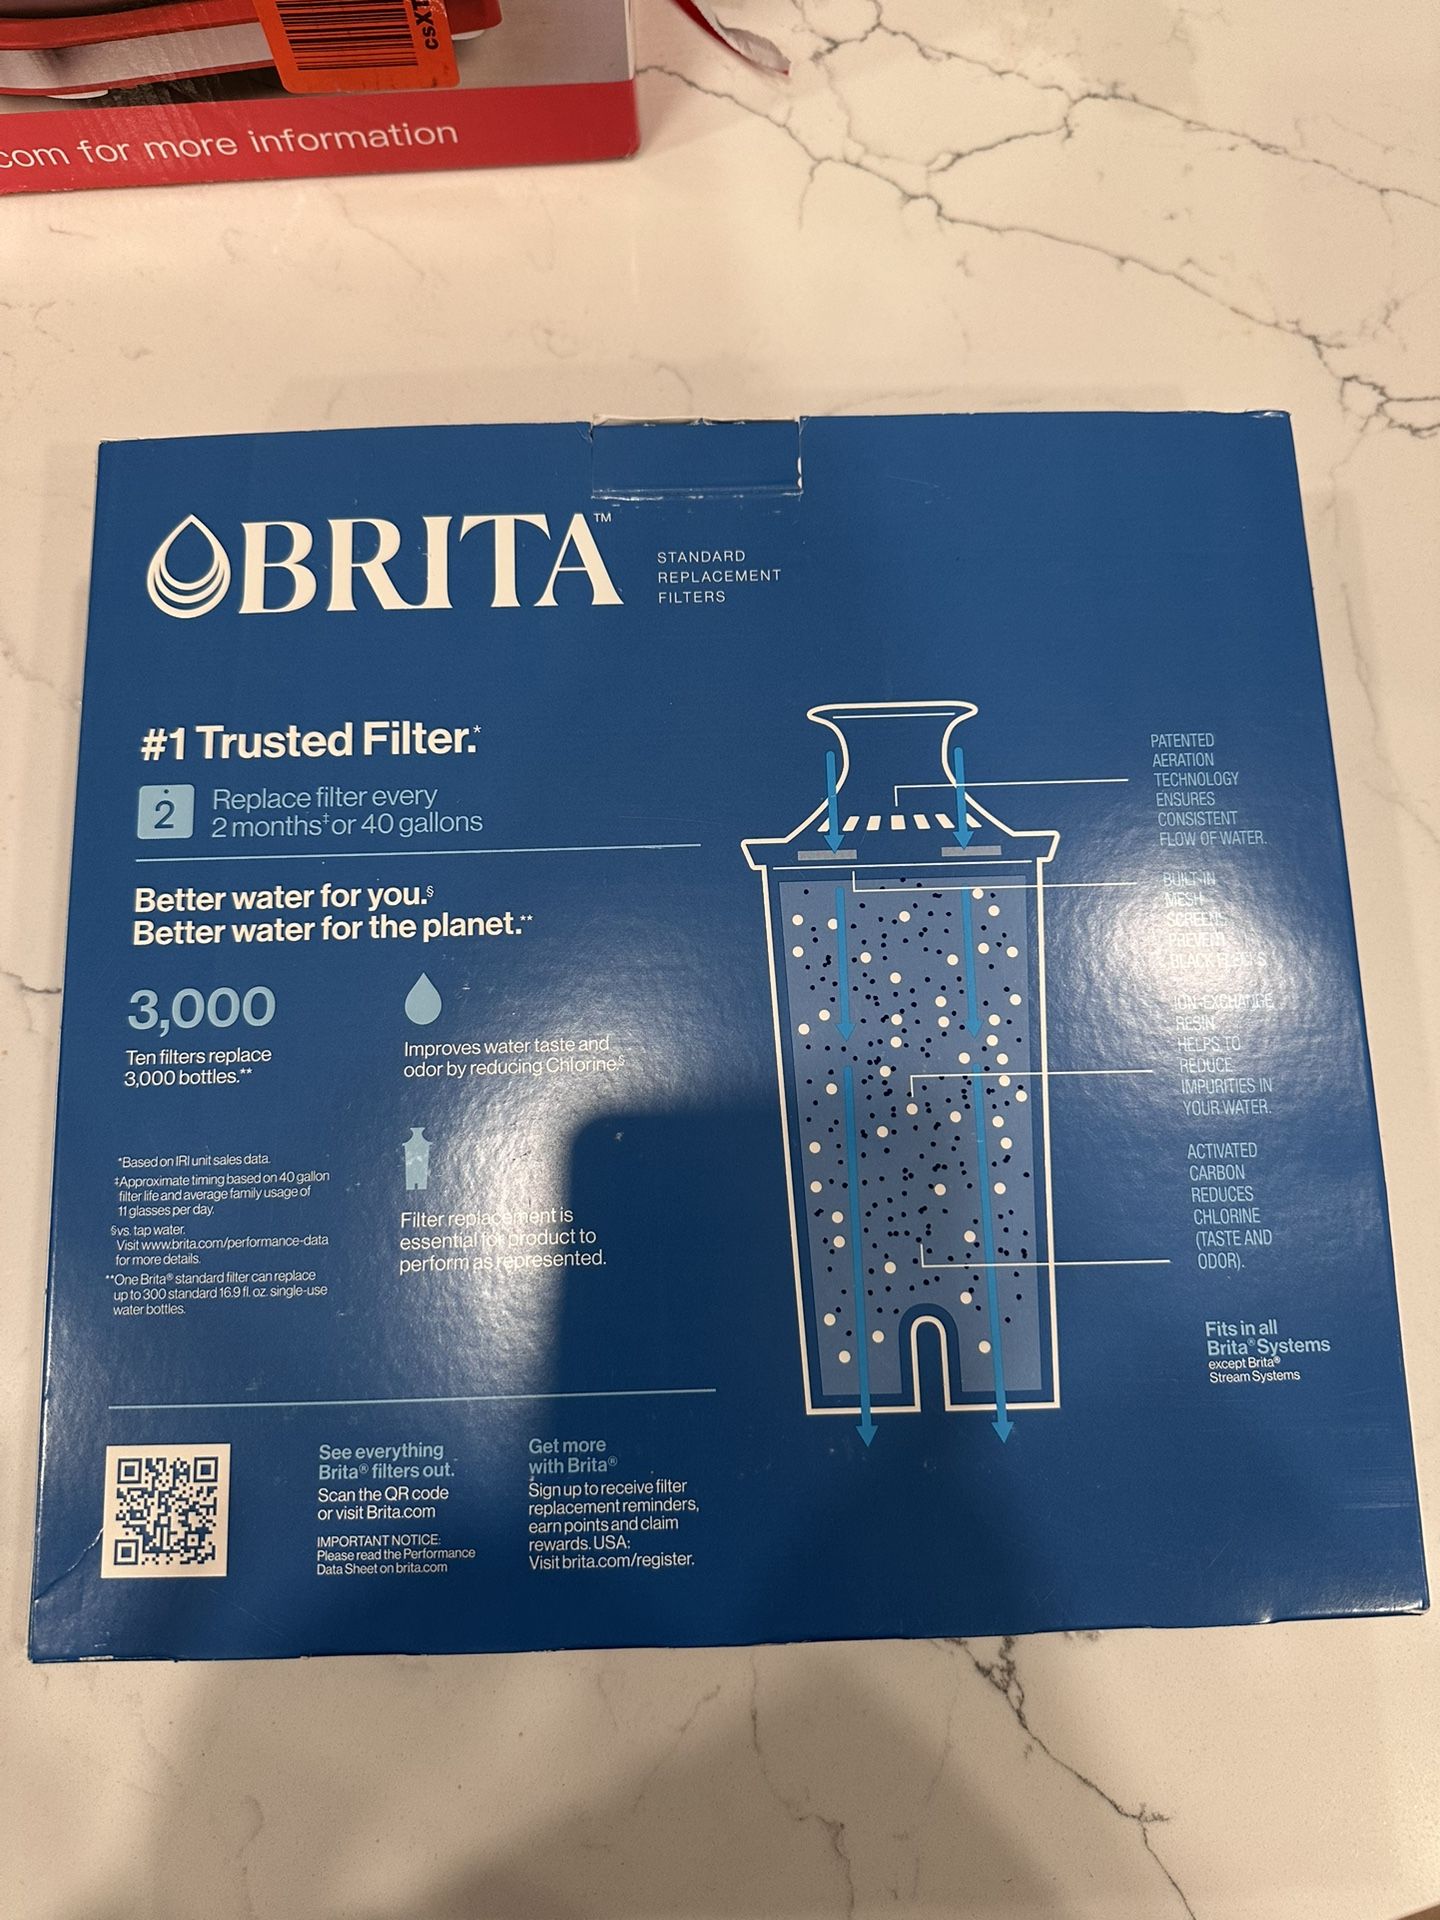 csX
com for more information
BRITA™
STANDARD
REPLACEMENT
FILTERS
#1 Trusted Filter.*
2
Replace filter every
2 months‡ or 40 gallons
Better water for you.§
Better water for the planet.**
3,000
Ten filters replace
3,000 bottles.**
Improves water taste and
odor by reducing Chlorine.§
Filter replacement is
essential for product to
perform as represented.
*Based on IRI unit sales data.
‡Approximate timing based on 40 gallon
filter life and average family usage of
11 glasses per day.
§vs. tap water.
Visit www.brita.com/performance-data
for more details.
**One Brita® standard filter can replace
up to 300 standard 16.9 fl. oz. single-use
water bottles.
PATENTED
AERATION
TECHNOLOGY
ENSURES
CONSISTENT
FLOW OF WATER.
BUILT-IN
MESH
SCREENS
PREVENT
BLACK FLECKS
ION-EXCHANGE
RESIN
HELPS TO
REDUCE
IMPURITIES IN
YOUR WATER.
ACTIVATED
CARBON
REDUCES
CHLORINE
(TASTE AND
ODOR).
Fits in all
Brita® Systems
except Brita®
Stream Systems
See everything
Brita® filters out.
Scan the QR code
or visit Brita.com
IMPORTANT NOTICE:
Please read the Performance
Data Sheet on brita.com
Get more
with Brita®
Sign up to receive filter
replacement reminders,
earn points and claim
rewards. USA:
Visit brita.com/register.